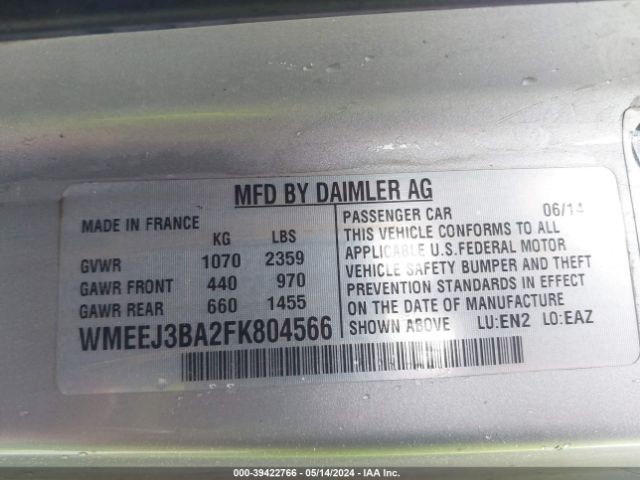 MFD BY DAIMLER AG
MADE IN FRANCE
KG LBS
GVWR 1070 2359
GAWR FRONT 440 970
GAWR REAR 660 1455
WMEEJ3BA2FK804566
PASSENGER CAR 06/14
THIS VEHICLE CONFORMS TO ALL
APPLICABLE U.S.FEDERAL MOTOR
VEHICLE SAFETY BUMPER AND THEFT
PREVENTION STANDARDS IN EFFECT
ON THE DATE OF MANUFACTURE
SHOWN ABOVE LU:EN2 LO:EAZ
000-39422766 - 05/14/2024 - IAA Inc.